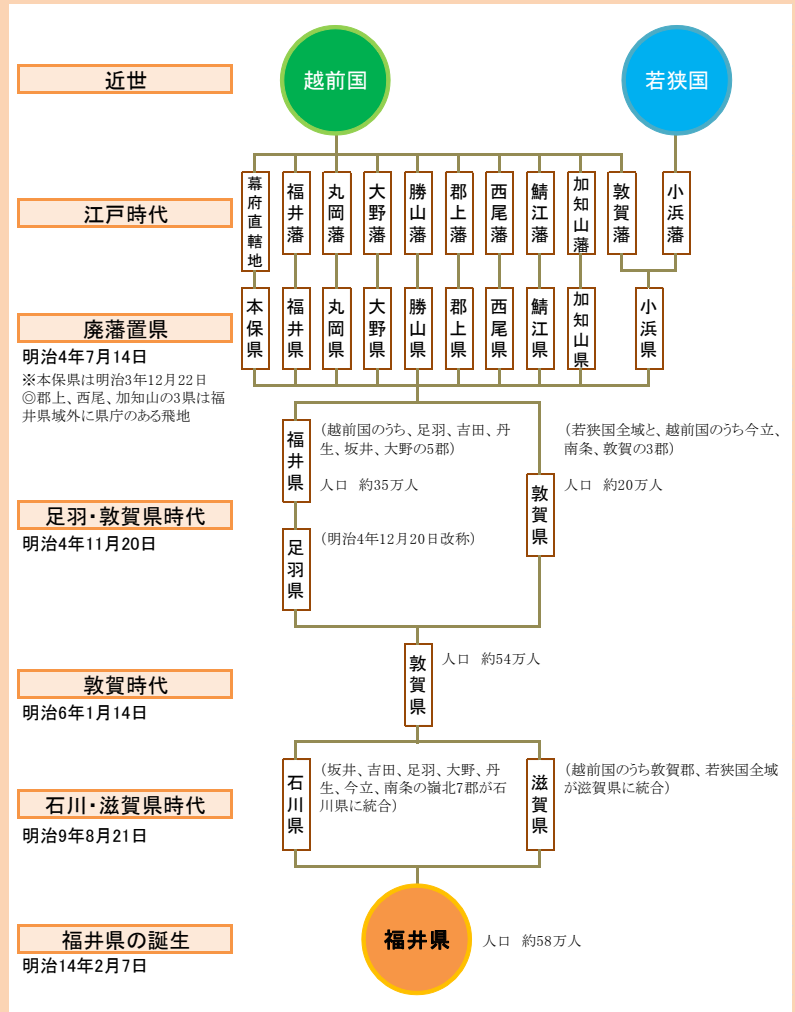 近世
越前国
若狭国
江戸時代
幕府直轄地
福井藩
丸岡藩
大野藩
勝山藩
郡上藩
西尾藩
鯖江藩
加知山藩
敦賀藩
小浜藩
廃藩置県
明治4年7月14日
※本保県は明治3年12月22日
◎郡上、西尾、加知山の3県は福
井県域外に県庁のある飛地
本保県
福井県
丸岡県
大野県
勝山県
郡上県
西尾県
鯖江県
加知山県
小浜県
足羽・敦賀県時代
明治4年11月20日
福井県
(越前国のうち、足羽、吉田、丹
生、坂井、大野の5郡)
人口 約35万人
敦賀県
(若狭国全域と、越前国のうち今立、
南条、敦賀の3郡)
人口 約20万人
足羽県
(明治4年12月20日改称)
敦賀時代
明治6年1月14日
敦賀県
人口 約54万人
石川・滋賀県時代
明治9年8月21日
石川県
(坂井、吉田、足羽、大野、丹
生、今立、南条の嶺北7郡が石
川県に統合)
滋賀県
(越前国のうち敦賀郡、若狭国全域
が滋賀県に統合)
福井県の誕生
明治14年2月7日
福井県
人口 約58万人